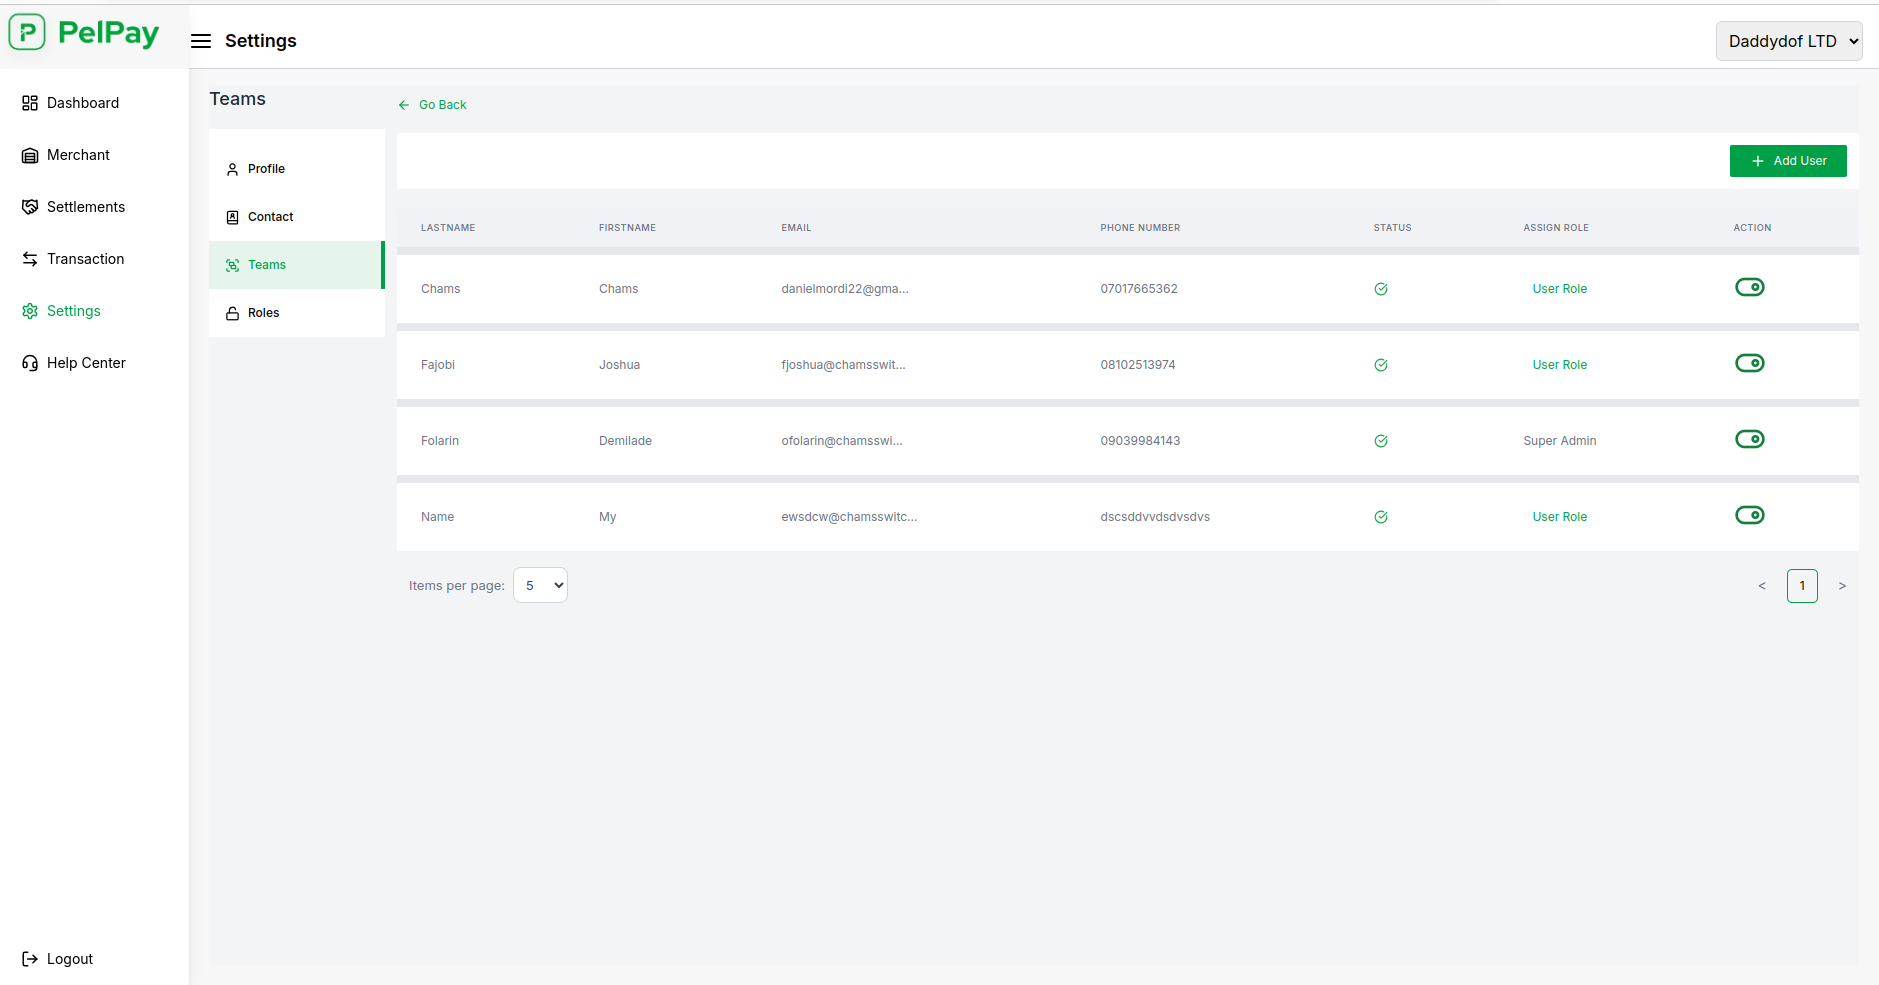 PelPay
Settings
Daddydof LTD
Dashboard
Merchant
Settlements
Transaction
Settings
Help Center
Logout
Teams
Go Back
Profile
Contact
Teams
Roles
+ Add User
LASTNAME FIRSTNAME EMAIL PHONE NUMBER STATUS ASSIGN ROLE ACTION
Chams Chams danielmordi22@gma... 07017665362 User Role
Fajobi Joshua fjoshua@chamsswit... 08102513974 User Role
Folarin Demilade ofolarin@chamsswi... 09039984143 Super Admin
Name My ewsdcw@chamsswitc... dscsddvvdsdvsdvs User Role
Items per page: 5
< 1 >